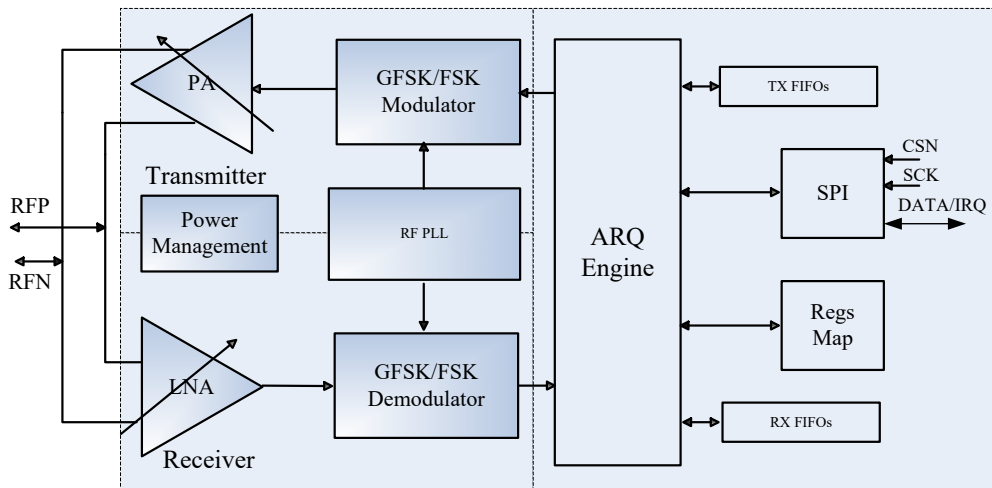 PA
GFSK/FSK
Modulator
TX FIFOs
CSN
SCK
DATA/IRQ
SPI
Transmitter
RFP
RFN
Power
Management
RF PLL
ARQ
Engine
Regs
Map
LNA
GFSK/FSK
Demodulator
RX FIFOs
Receiver